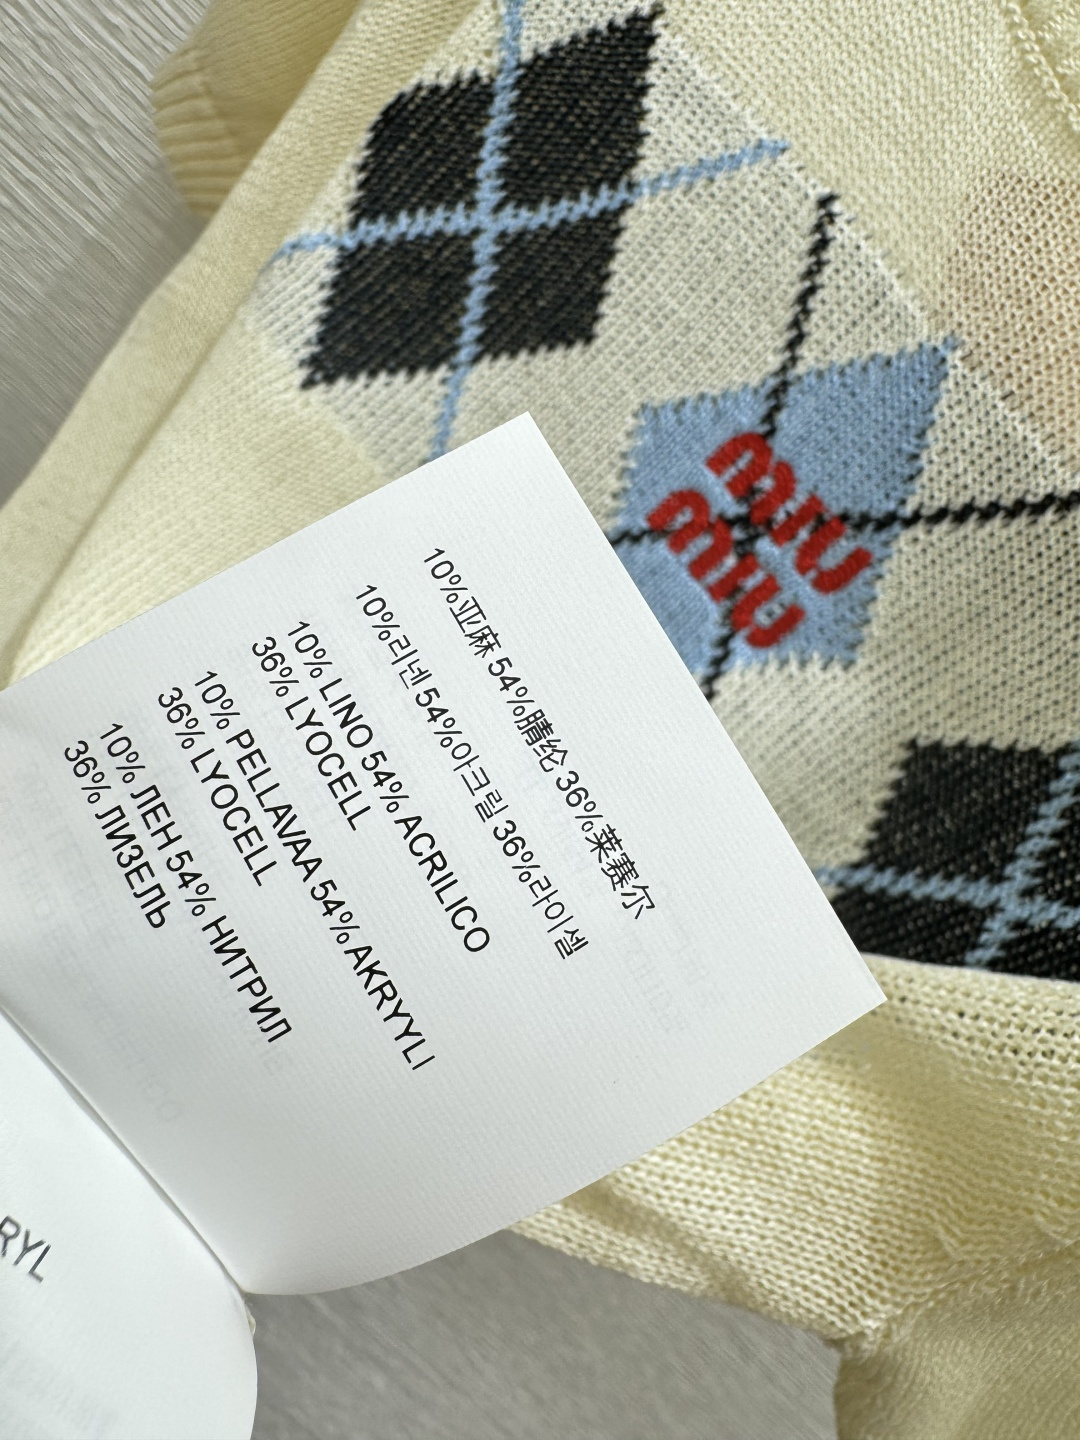 miu
miu
10%亚麻 54%腈纶 36%莱赛尔
10%리넨 54%아크릴 36%라이셀
10% LINO 54% ACRILICO
36% LYOCELL
10% PELLAVAA 54% AKRYYLI
36% LYOCELL
10% ЛЕН 54% НИТРИЛ
36% ЛИЗЕЛЬ
RYL